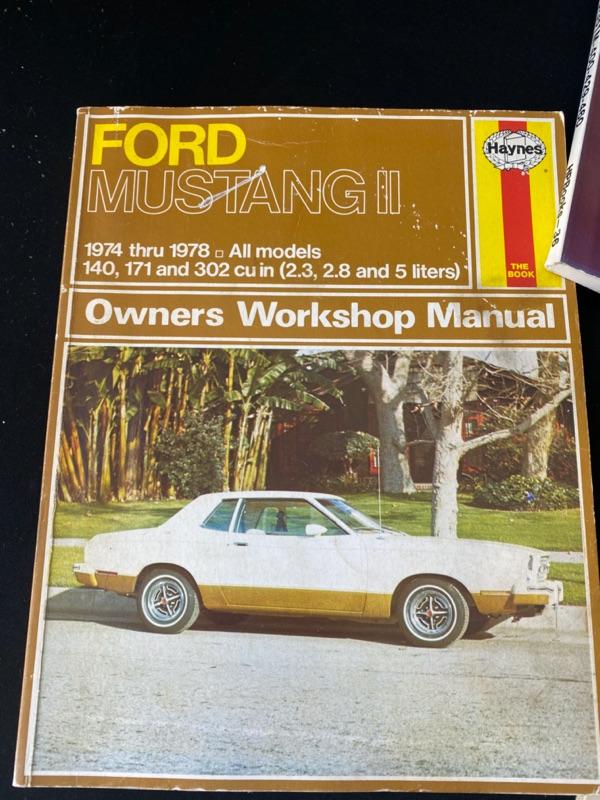 FORD
MUSTANG II
1974 thru 1978 □ All models
140, 171 and 302 cu in (2.3, 2.8 and 5 liters)
Haynes
®
THE
BOOK
Owners Workshop Manual